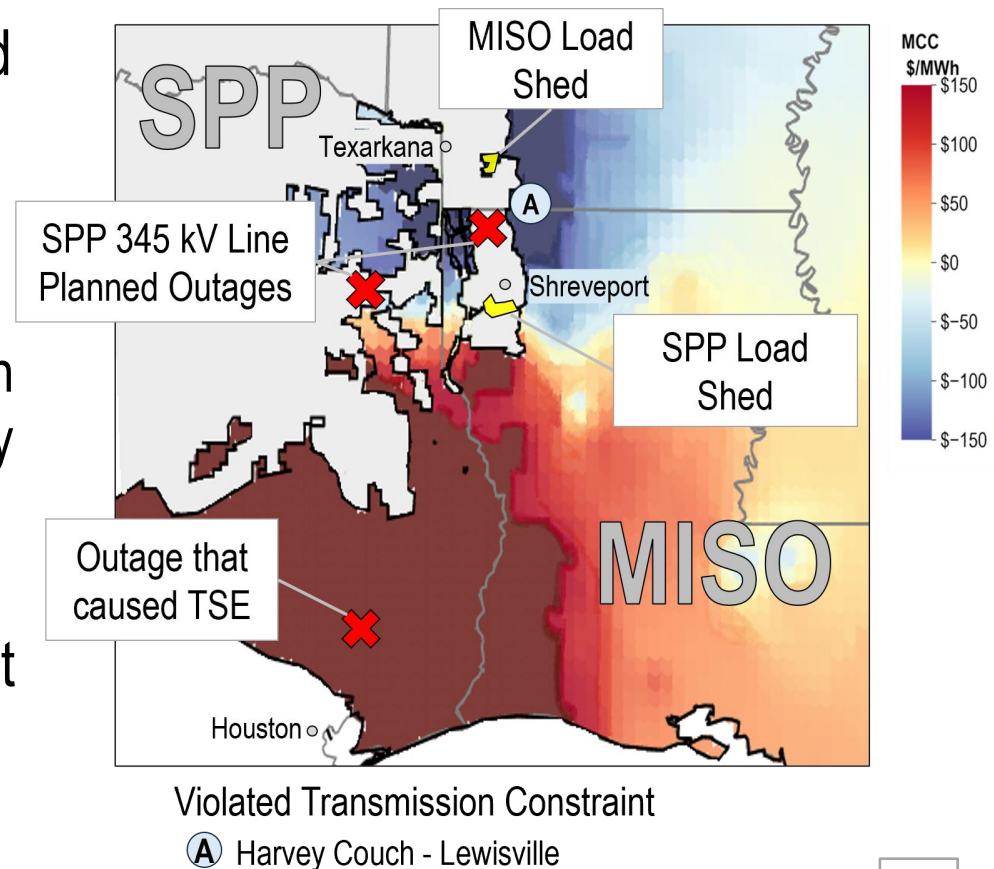 d
n
y
t
MISO Load
Shed
SPP
Texarkana
A
SPP 345 kV Line
Planned Outages
Shreveport
SPP Load
Shed
Outage that
caused TSE
MISO
Houston
MCC
$/MWh
$150
$100
$50
$0
$−50
$−100
$−150
Violated Transmission Constraint
A Harvey Couch - Lewisville